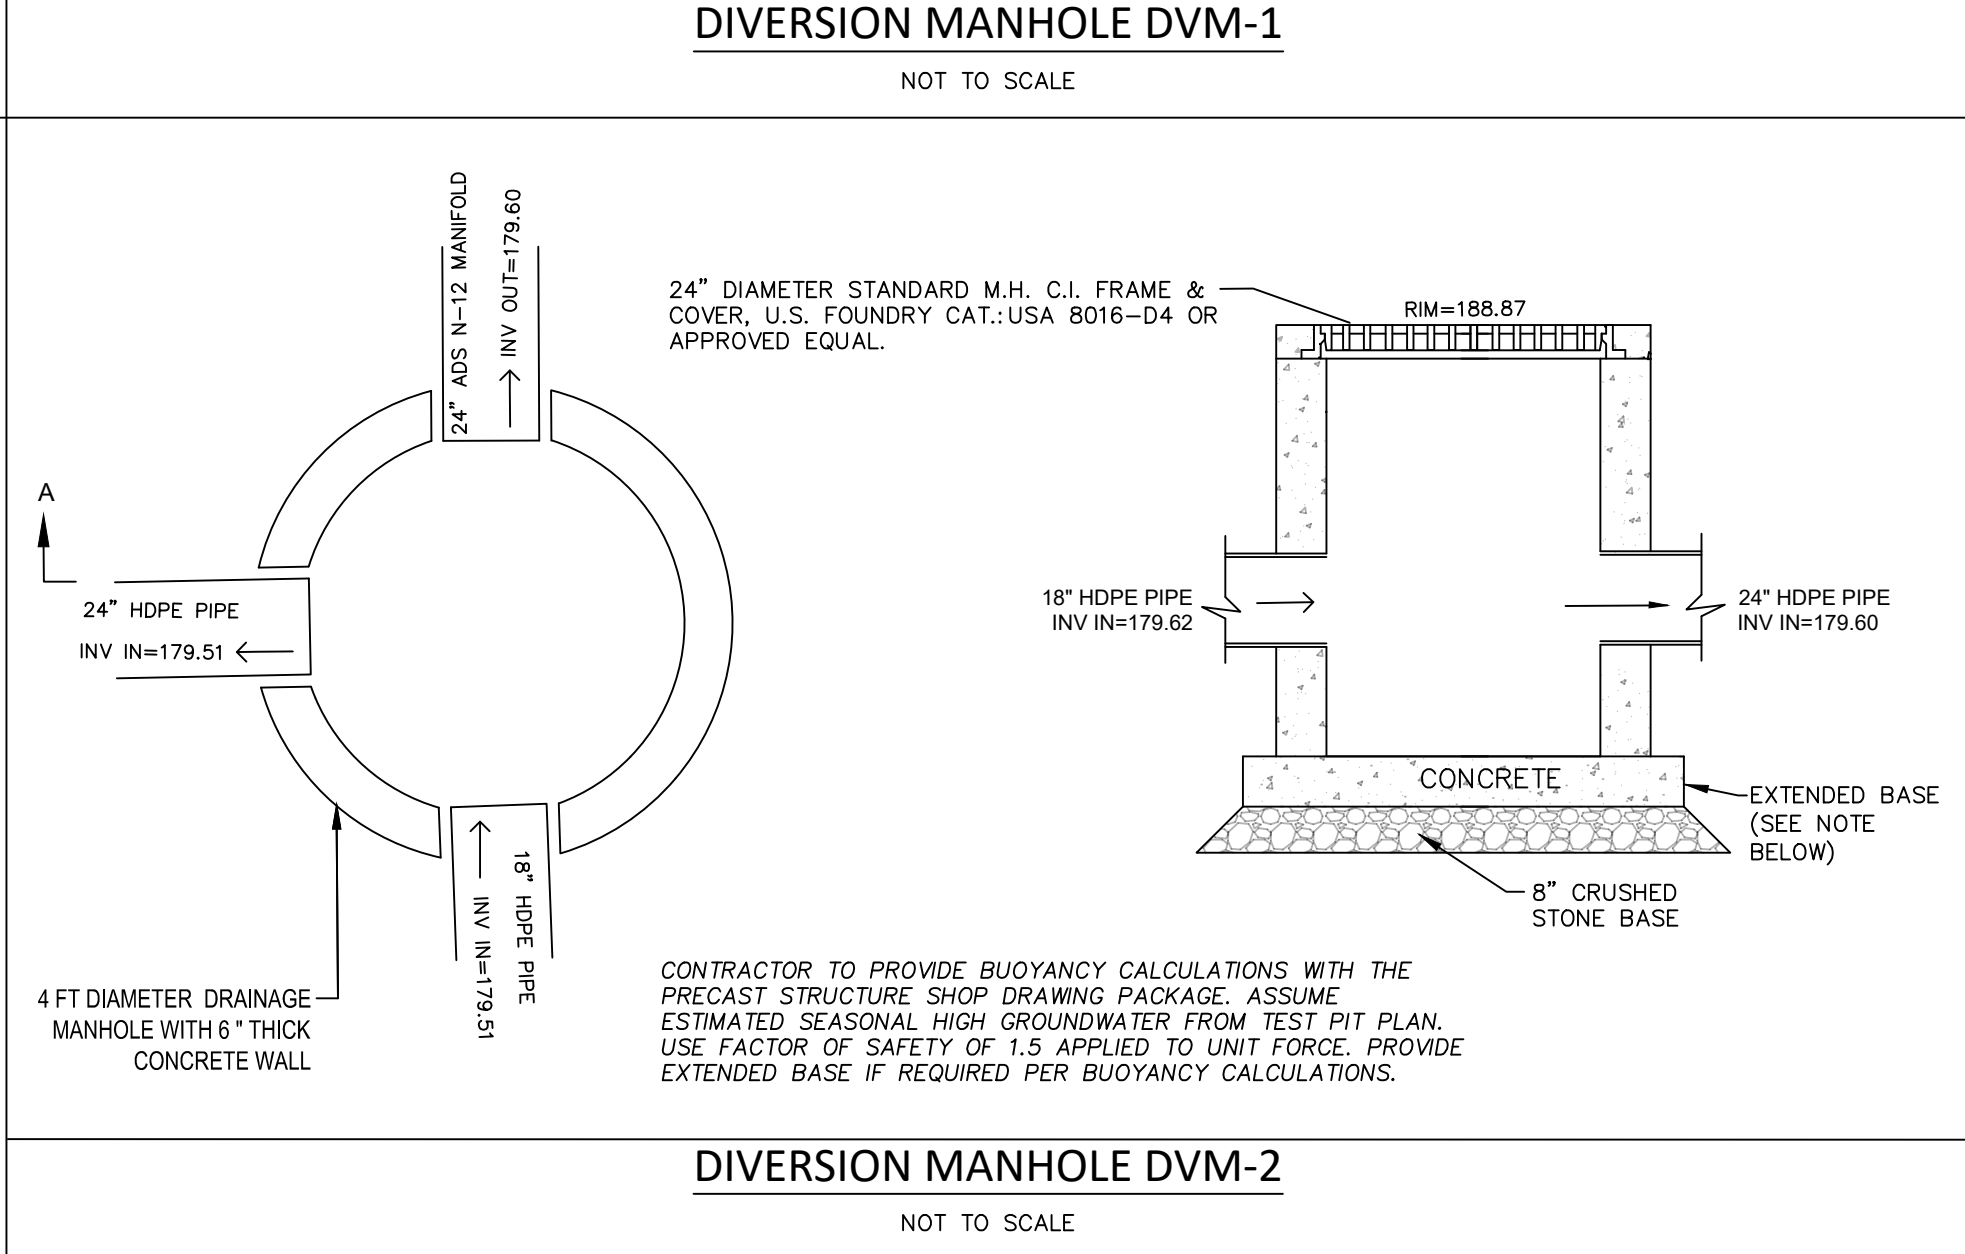 DIVERSION MANHOLE DVM-1
NOT TO SCALE
24" ADS N-12 MANIFOLD
INV OUT=179.60
24" DIAMETER STANDARD M.H. C.I. FRAME &
COVER, U.S. FOUNDRY CAT.: USA 8016-D4 OR
APPROVED EQUAL.
RIM=188.87
A
24" HDPE PIPE
INV IN=179.51
18" HDPE PIPE
INV IN=179.62
24" HDPE PIPE
INV IN=179.60
CONCRETE
EXTENDED BASE
(SEE NOTE
BELOW)
8" CRUSHED
STONE BASE
18" HDPE PIPE
INV IN=179.51
4 FT DIAMETER DRAINAGE
MANHOLE WITH 6 " THICK
CONCRETE WALL
CONTRACTOR TO PROVIDE BUOYANCY CALCULATIONS WITH THE
PRECAST STRUCTURE SHOP DRAWING PACKAGE. ASSUME
ESTIMATED SEASONAL HIGH GROUNDWATER FROM TEST PIT PLAN.
USE FACTOR OF SAFETY OF 1.5 APPLIED TO UNIT FORCE. PROVIDE
EXTENDED BASE IF REQUIRED PER BUOYANCY CALCULATIONS.
DIVERSION MANHOLE DVM-2
NOT TO SCALE